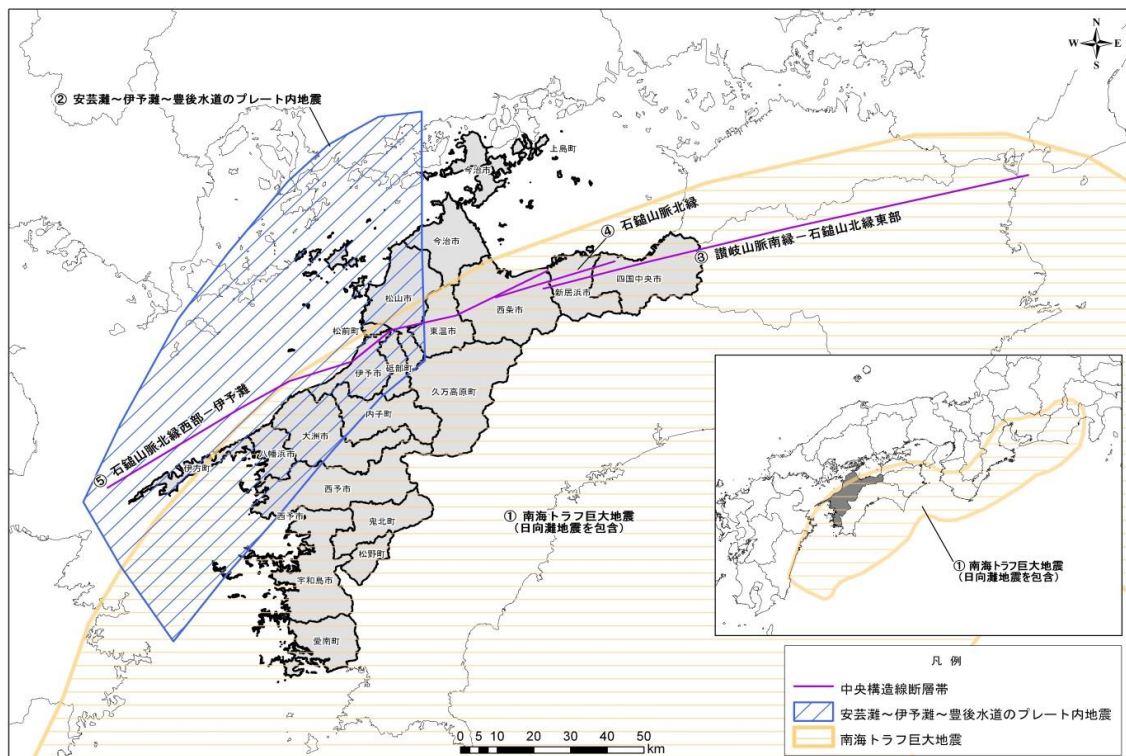 N
W E
S
② 安芸灘～伊予灘～豊後水道のプレート内地震
上島町
今治市
今治市
④ 石鎚山脈北縁
③ 讃岐山脈南縁－石鎚山北縁東部
四国中央市
新居浜市
西条市
松山市
松前町
東温市
伊予市
砥部町
久万高原町
内子町
大洲市
⑤ 石鎚山脈北縁西部－伊予灘
伊方町
八幡浜市
西予市
西予市
鬼北町
松野町
宇和島市
愛南町
① 南海トラフ巨大地震
(日向灘地震を包含)
① 南海トラフ巨大地震
(日向灘地震を包含)
凡 例
中央構造線断層帯
安芸灘～伊予灘～豊後水道のプレート内地震
南海トラフ巨大地震
0 5 10 20 30 40 50
km